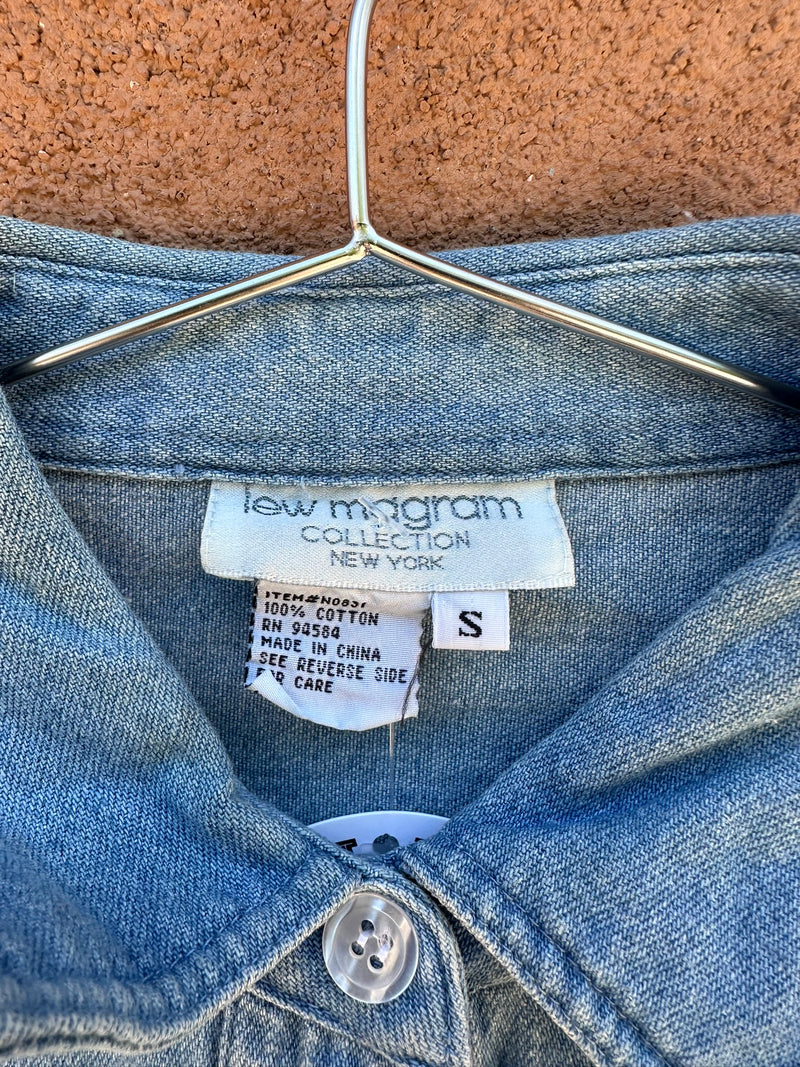 lew magram
COLLECTION
NEW YORK
S
100% COTTON
RN 94584
MADE IN CHINA
SEE REVERSE SIDE
FOR CARE